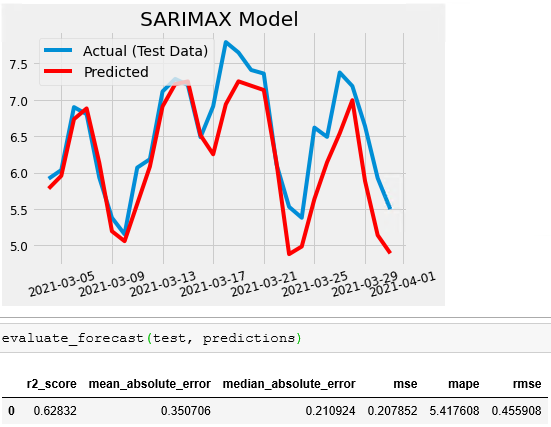 SARIMAX Model
Actual (Test Data)
Predicted
7.5
7.0
6.5
6.0
5.5
5.0
2021-03-05
2021-03-09
2021-03-13
2021-03-17
2021-03-21
2021-03-25
2021-03-29
2021-04-01
evaluate_forecast(test, predictions)
r2_score mean_absolute_error median_absolute_error mse mape rmse
0 0.62832 0.350706 0.210924 0.207852 5.417608 0.455908